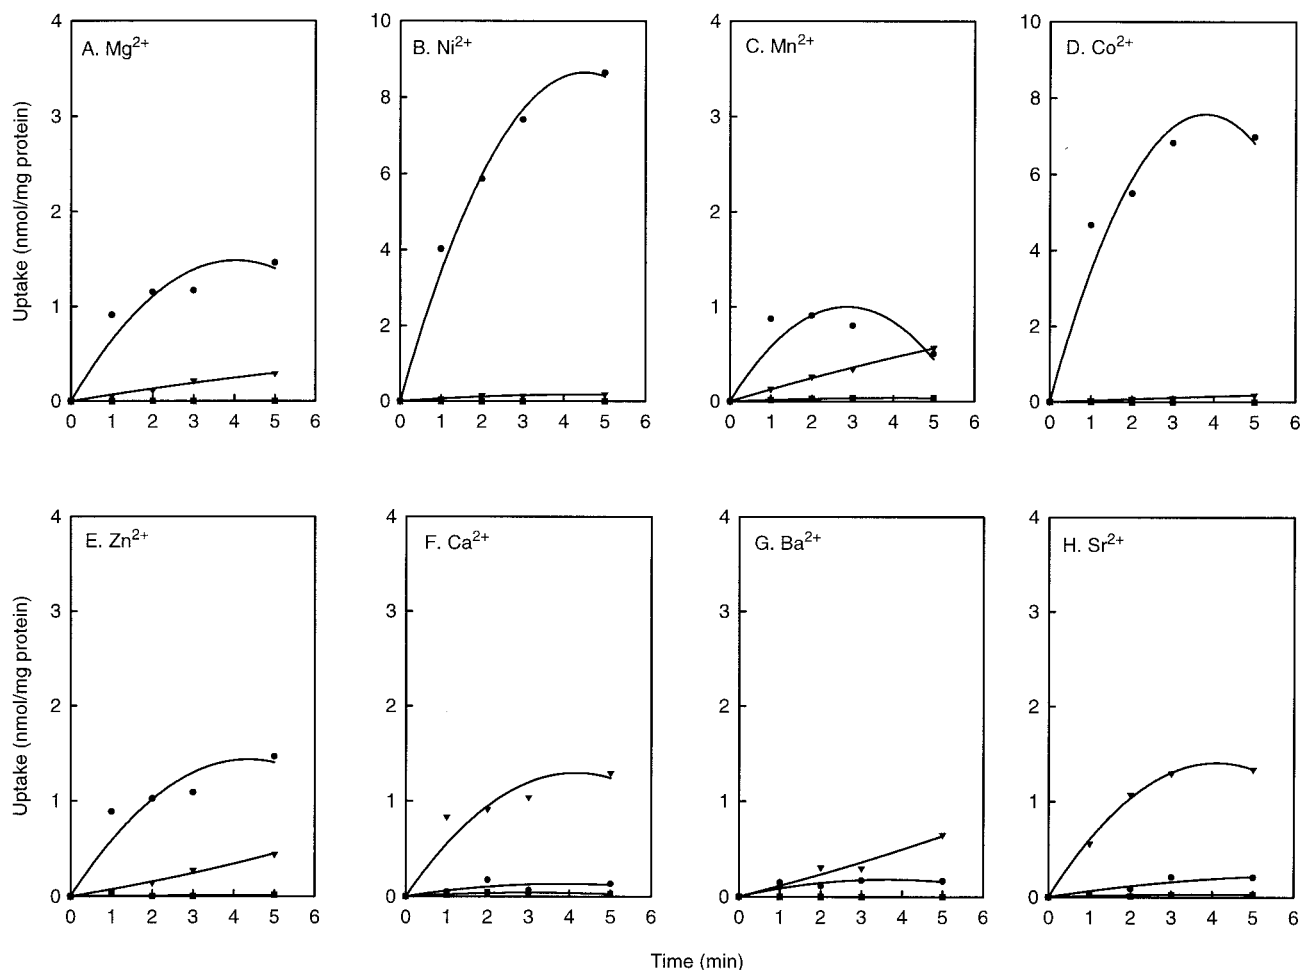 A. Mg²⁺
B. Ni²⁺
C. Mn²⁺
D. Co²⁺
Uptake (nmol/mg protein)
4
3
2
1
0
0 1 2 3 4 5 6
10
8
6
4
2
0
0 1 2 3 4 5 6
4
3
2
1
0
0 1 2 3 4 5 6
10
8
6
4
2
0
0 1 2 3 4 5 6
E. Zn²⁺
F. Ca²⁺
G. Ba²⁺
H. Sr²⁺
Uptake (nmol/mg protein)
4
3
2
1
0
0 1 2 3 4 5 6
4
3
2
1
0
0 1 2 3 4 5 6
4
3
2
1
0
0 1 2 3 4 5 6
4
3
2
1
0
0 1 2 3 4 5 6
Time (min)